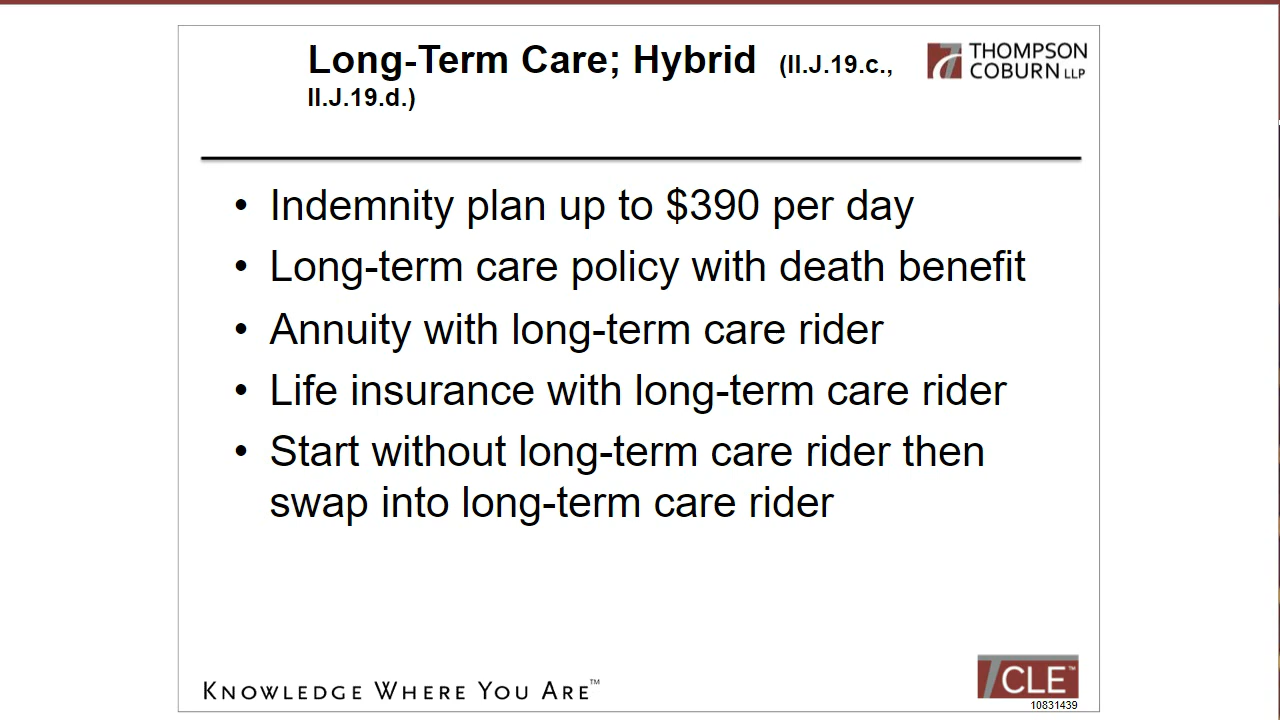 Long-Term Care; Hybrid (II.J.19.c.,
II.J.19.d.)
THOMPSON
COBURN LLP
• Indemnity plan up to $390 per day
• Long-term care policy with death benefit
• Annuity with long-term care rider
• Life insurance with long-term care rider
• Start without long-term care rider then
swap into long-term care rider
KNOWLEDGE WHERE YOU ARE™
TCLE™
10831439